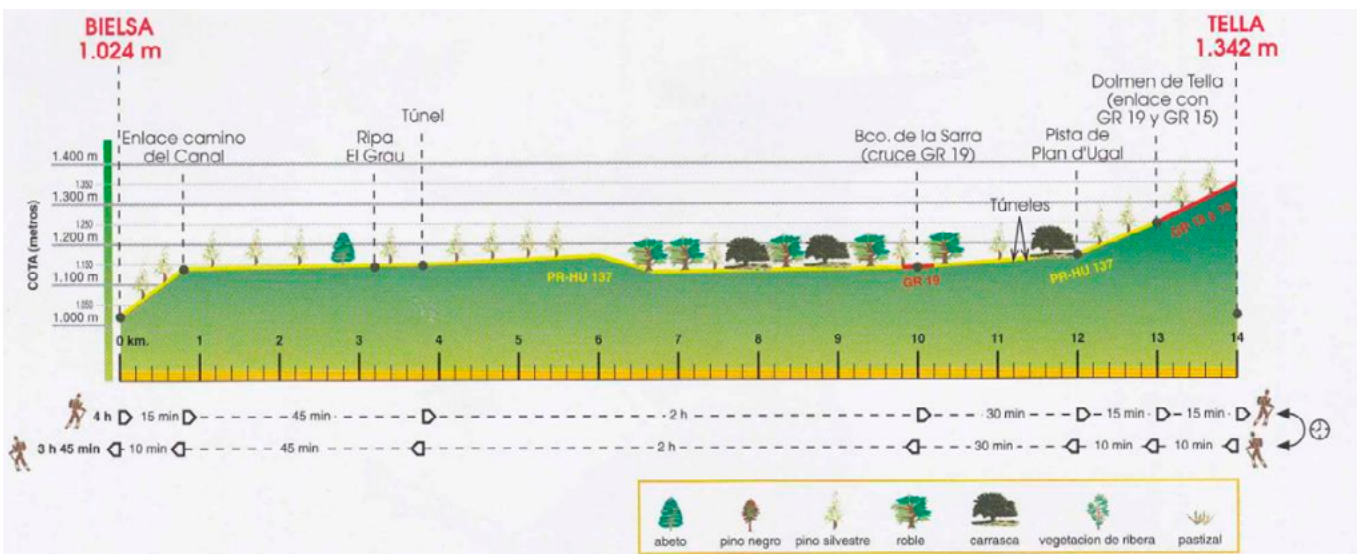 BIELSA
1.024 m
TELLA
1.342 m
Enlace camino
del Canal
Ripa
El Grau
Túnel
Bco. de la Sarra
(cruce GR 19)
Túneles
Pista de
Plan d'Ugal
Dolmen de Tella
(enlace con
GR 19 y GR 15)
COTA (metros)
1.400 m
1.350
1.300 m
1.250
1.200 m
1.150
1.100 m
1.050
1.000 m
PR-HU 137
GR 19
PR-HU 137
0 km. 1 2 3 4 5 6 7 8 9 10 11 12 13 14
4 h 15 min 45 min 2 h 30 min 15 min 15 min
3 h 45 min 10 min 45 min 2 h 30 min 10 min 10 min
abeto pino negro pino silvestre roble carrasca vegetacion de ribera pastizal